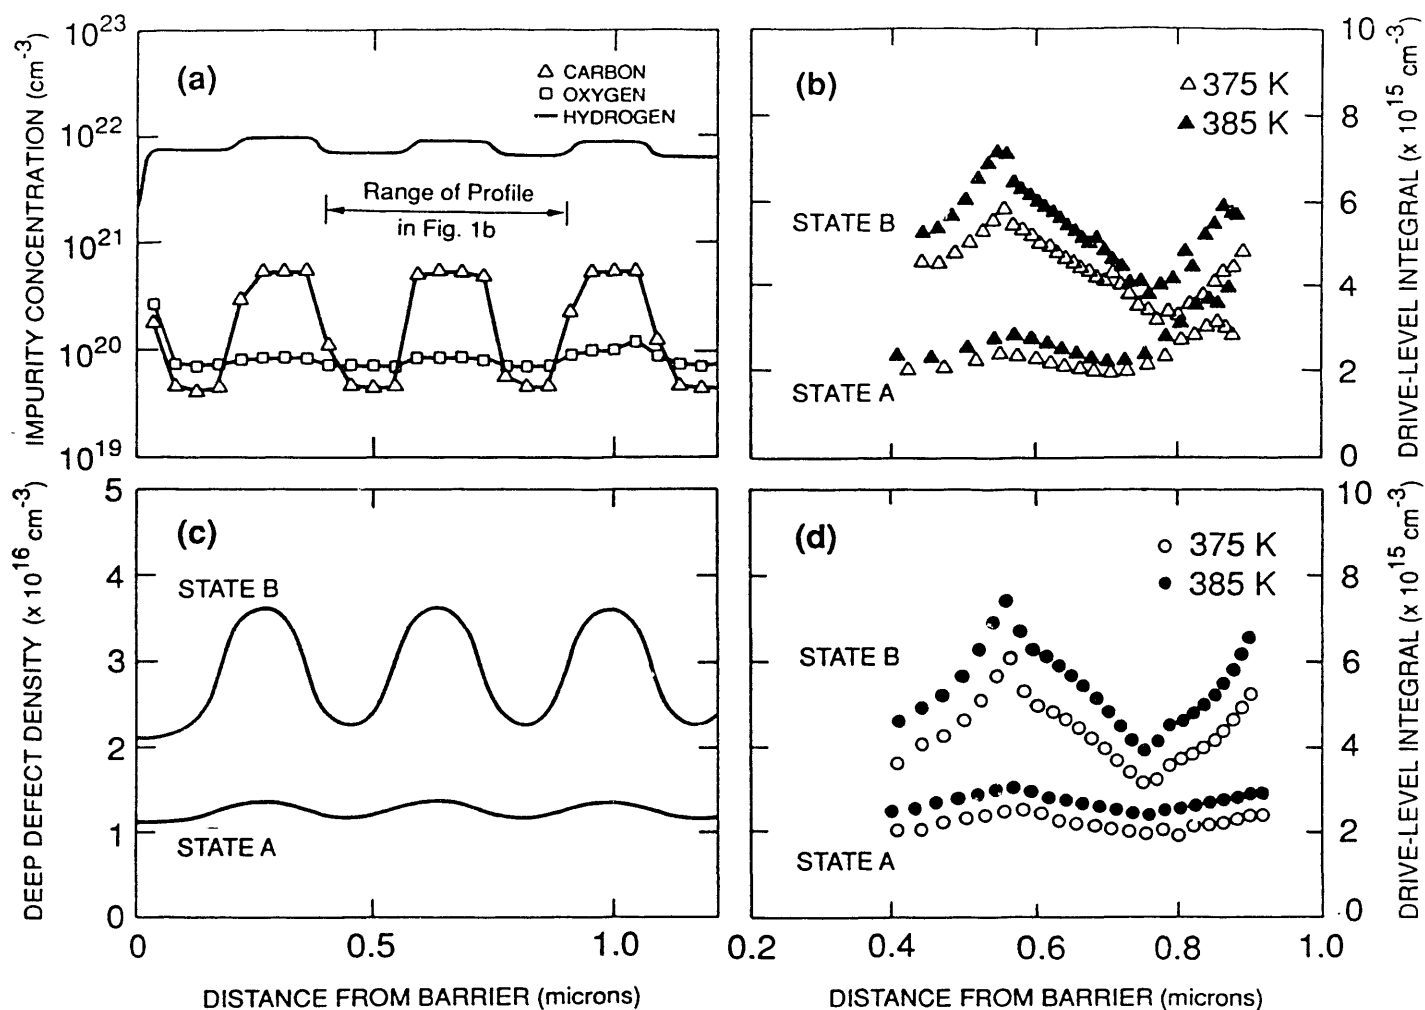 (a)
CARBON
OXYGEN
HYDROGEN
Range of Profile
in Fig. 1b
10^23
10^22
10^21
10^20
10^19
IMPURITY CONCENTRATION (cm^-3)
(b)
375 K
385 K
STATE B
STATE A
10
8
6
4
2
0
DRIVE-LEVEL INTEGRAL (x 10^15 cm^-3)
(c)
STATE B
STATE A
5
4
3
2
1
0
DEEP DEFECT DENSITY (x 10^16 cm^-3)
0 0.5 1.0
DISTANCE FROM BARRIER (microns)
(d)
375 K
385 K
STATE B
STATE A
10
8
6
4
2
0
DRIVE-LEVEL INTEGRAL (x 10^15 cm^-3)
0.2 0.4 0.6 0.8 1.0
DISTANCE FROM BARRIER (microns)